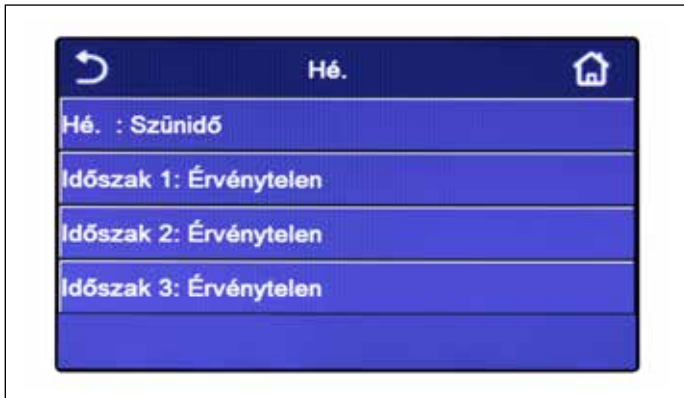 Hé.
Hé. : Szünidő
Időszak 1: Érvénytelen
Időszak 2: Érvénytelen
Időszak 3: Érvénytelen